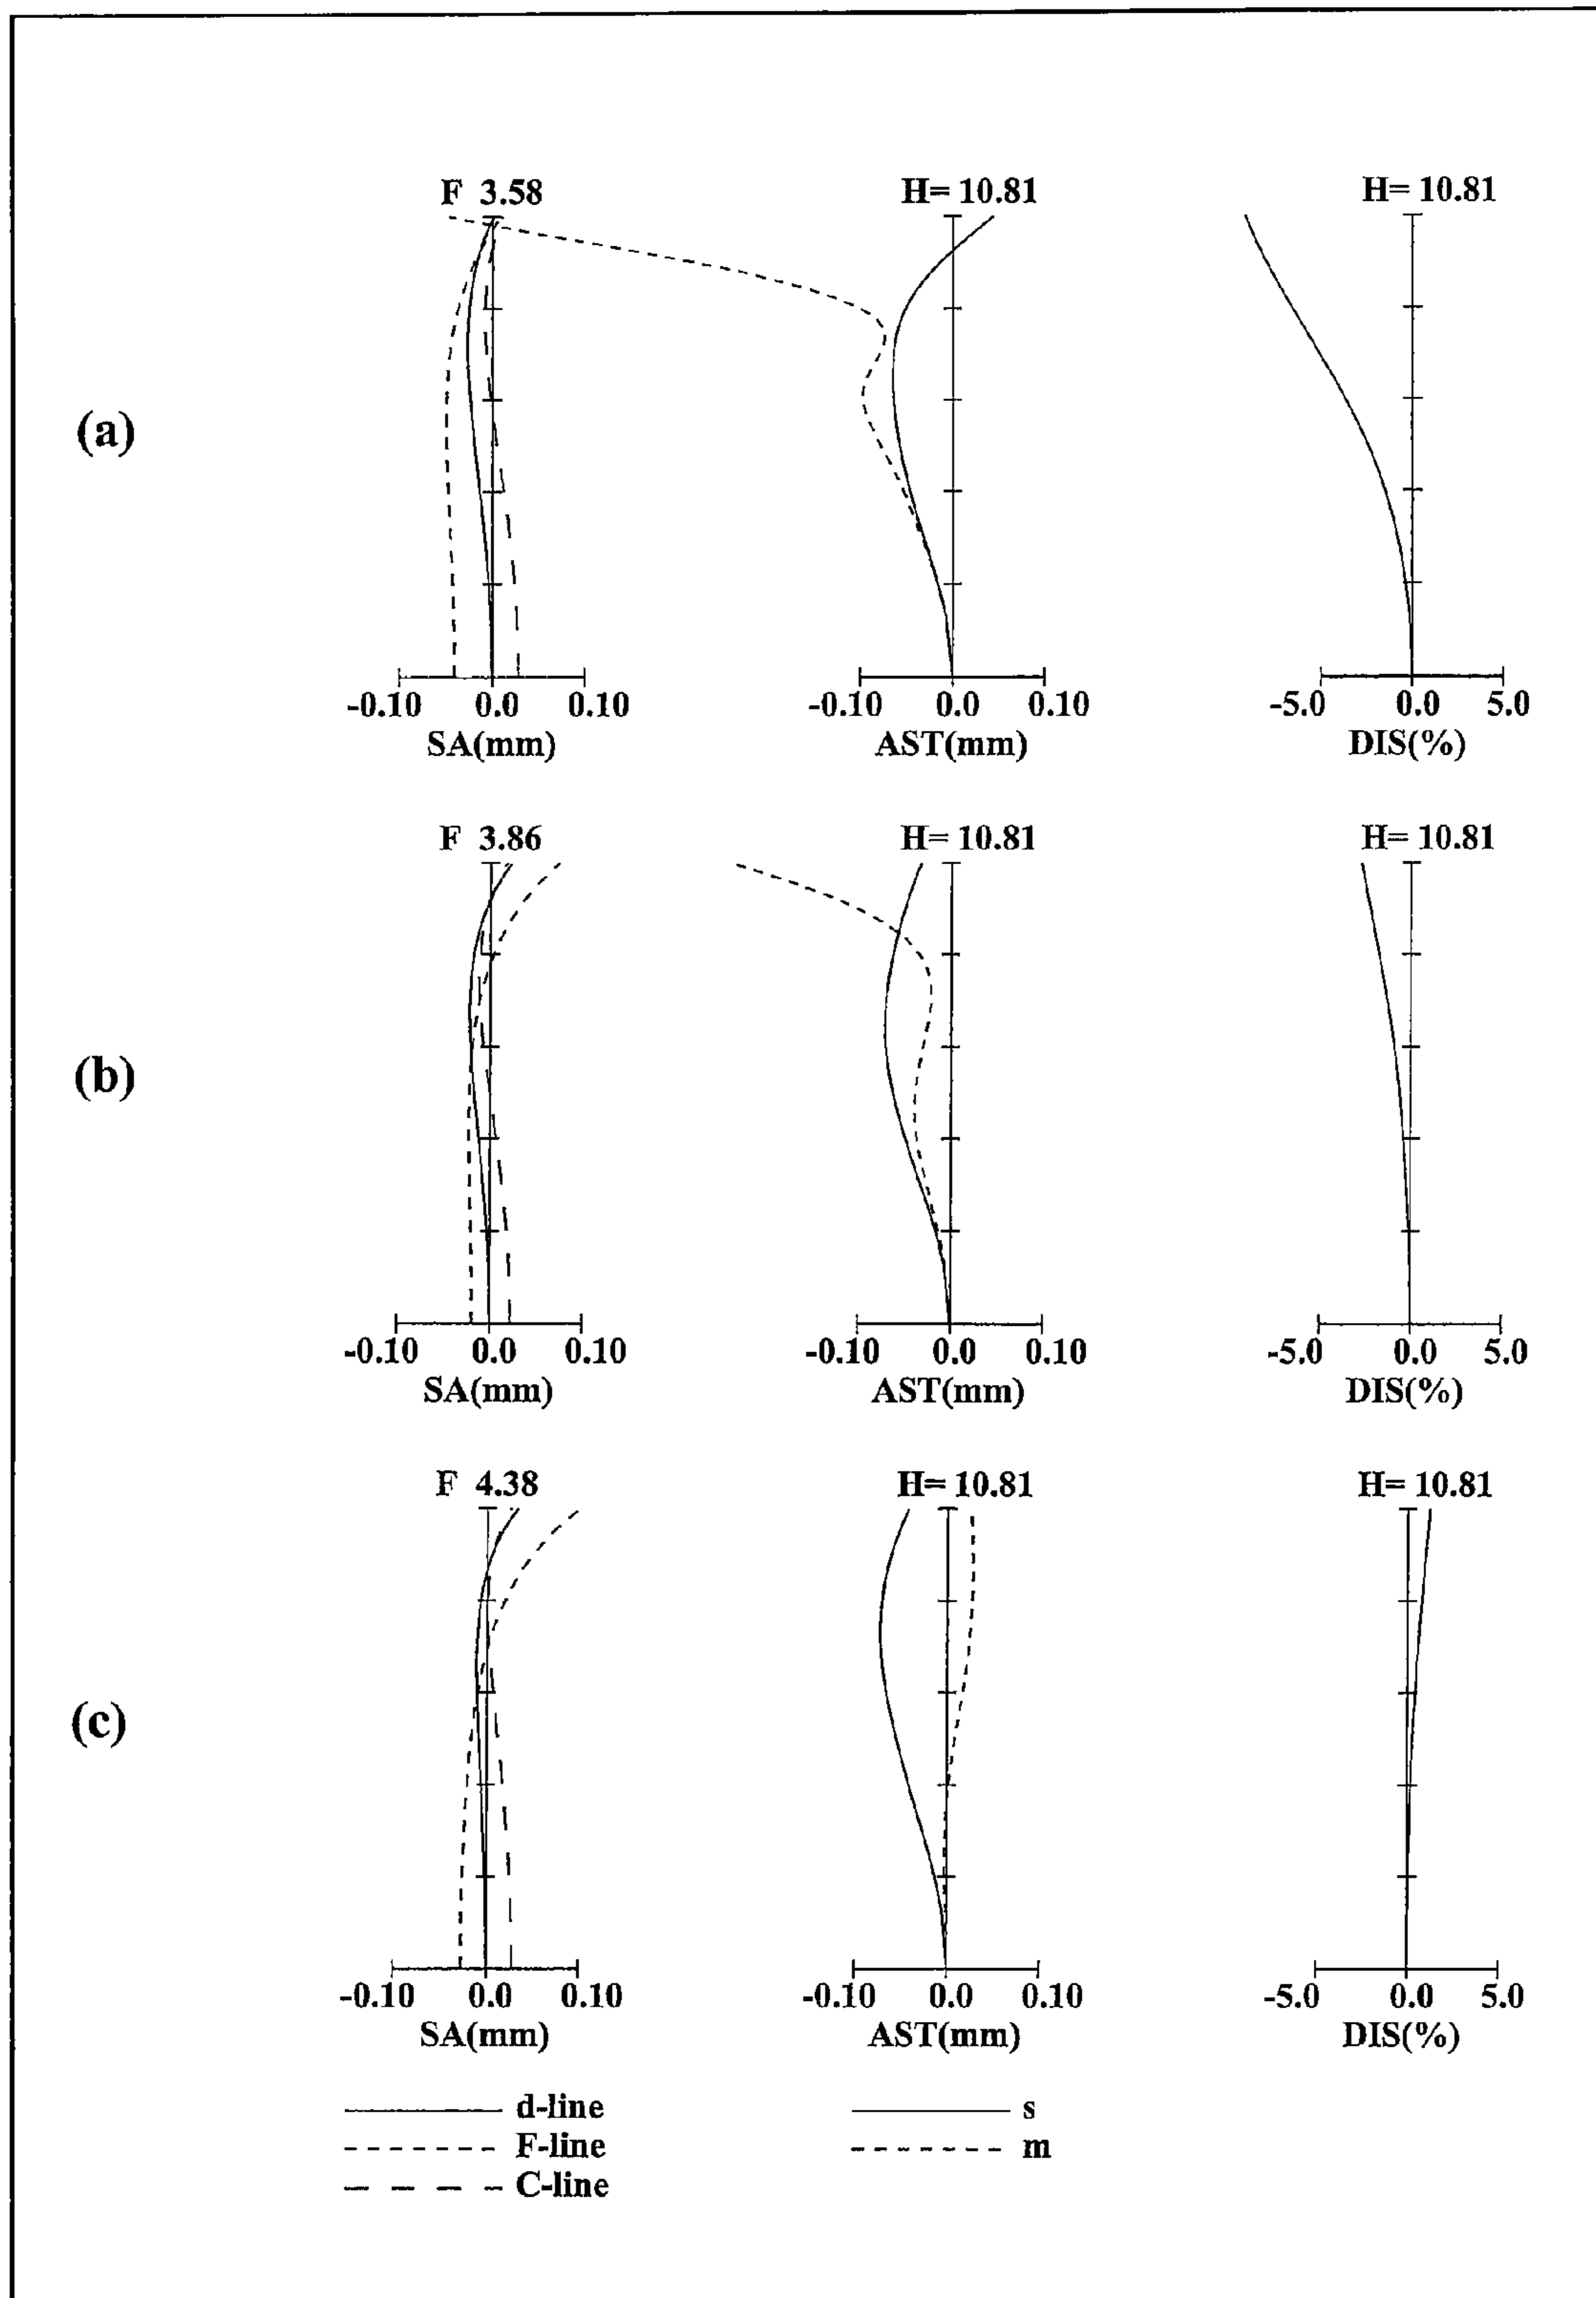 F 3.58 H= 10.81 H= 10.81
(a)
-0.10 0.0 0.10 -0.10 0.0 0.10 -5.0 0.0 5.0
SA(mm) AST(mm) DIS(%)
F 3.86 H= 10.81 H= 10.81
(b)
-0.10 0.0 0.10 -0.10 0.0 0.10 -5.0 0.0 5.0
SA(mm) AST(mm) DIS(%)
F 4.38 H= 10.81 H= 10.81
(c)
-0.10 0.0 0.10 -0.10 0.0 0.10 -5.0 0.0 5.0
SA(mm) AST(mm) DIS(%)
d-line s
F-line m
C-line